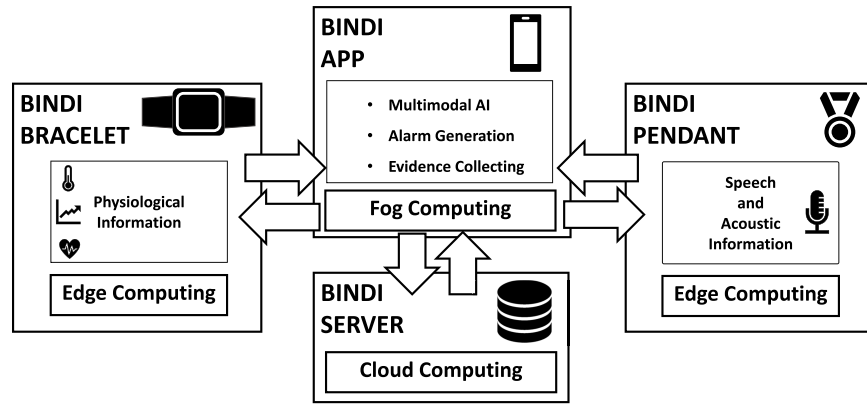 BINDI
APP
• Multimodal AI
• Alarm Generation
• Evidence Collecting
Fog Computing
BINDI
BRACELET
Physiological
Information
Edge Computing
BINDI
PENDANT
Speech
and
Acoustic
Information
Edge Computing
BINDI
SERVER
Cloud Computing